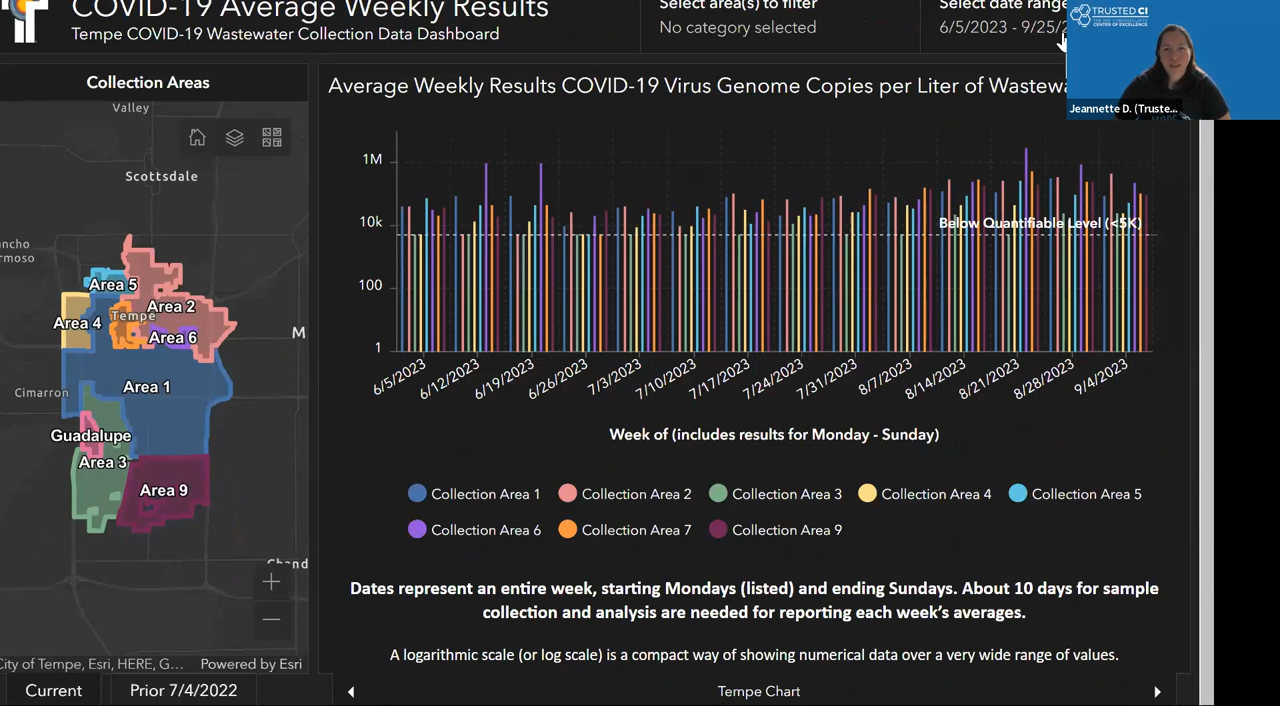 COVID-19 Average Weekly Results
Tempe COVID-19 Wastewater Collection Data Dashboard
Select area(s) to filter
No category selected
Select date range
6/5/2023 - 9/25/2
TRUSTED CI
THE NSF CYBERSECURITY
CENTER OF EXCELLENCE
Jeannette D. (Truste...
Collection Areas
Valley
Scottsdale
ancho
ormoso
Area 5
Area 2
Tempe
Area 4
Area 6
M
Area 1
Cimarron
Guadalupe
Area 3
Area 9
Chand
City of Tempe, Esri, HERE, G... Powered by Esri
Current
Prior 7/4/2022
Average Weekly Results COVID-19 Virus Genome Copies per Liter of Wastewa
1M
10k
100
1
Below Quantifiable Level (<5K)
6/5/2023 6/12/2023 6/19/2023 6/26/2023 7/3/2023 7/10/2023 7/17/2023 7/24/2023 7/31/2023 8/7/2023 8/14/2023 8/21/2023 8/28/2023 9/4/2023
Week of (includes results for Monday - Sunday)
Collection Area 1 Collection Area 2 Collection Area 3 Collection Area 4 Collection Area 5
Collection Area 6 Collection Area 7 Collection Area 9
Dates represent an entire week, starting Mondays (listed) and ending Sundays. About 10 days for sample
collection and analysis are needed for reporting each week's averages.
A logarithmic scale (or log scale) is a compact way of showing numerical data over a very wide range of values.
Tempe Chart